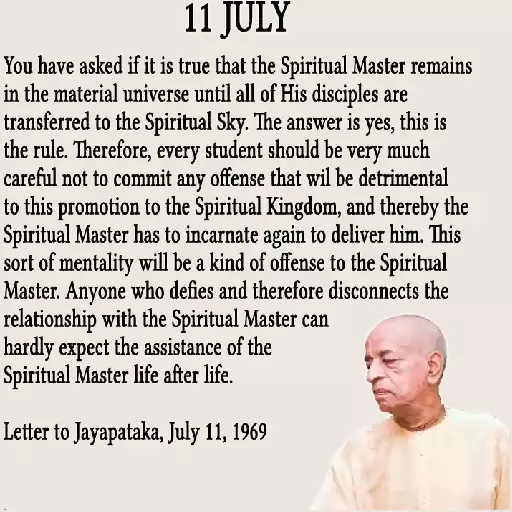 11 JULY
You have asked if it is true that the Spiritual Master remains
in the material universe until all of His disciples are
transferred to the Spiritual Sky. The answer is yes, this is
the rule. Therefore, every student should be very much
careful not to commit any offense that wil be detrimental
to this promotion to the Spiritual Kingdom, and thereby the
Spiritual Master has to incarnate again to deliver him. This
sort of mentality will be a kind of offense to the Spiritual
Master. Anyone who defies and therefore disconnects the
relationship with the Spiritual Master can
hardly expect the assistance of the
Spiritual Master life after life.
Letter to Jayapataka, July 11, 1969